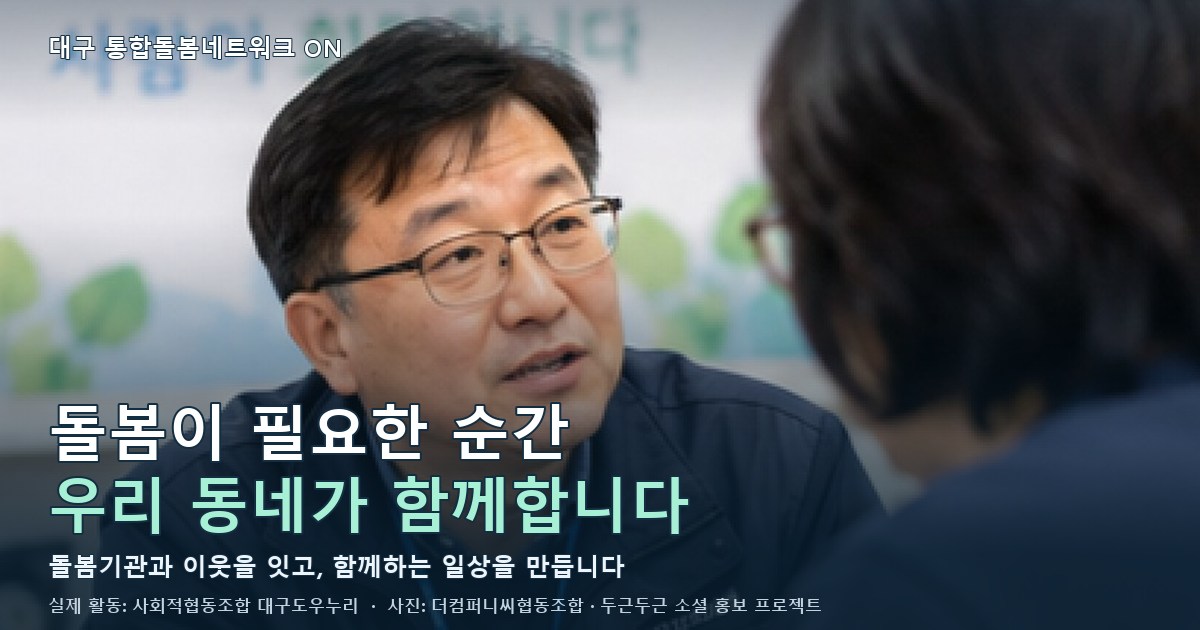 대구 통합돌봄네트워크 ON
돌봄이 필요한 순간
우리 동네가 함께합니다
돌봄기관과 이웃을 잇고, 함께하는 일상을 만듭니다
실제 활동: 사회적협동조합 대구도우누리 · 사진: 더컴퍼니씨협동조합 · 두근두근 소셜 홍보 프로젝트